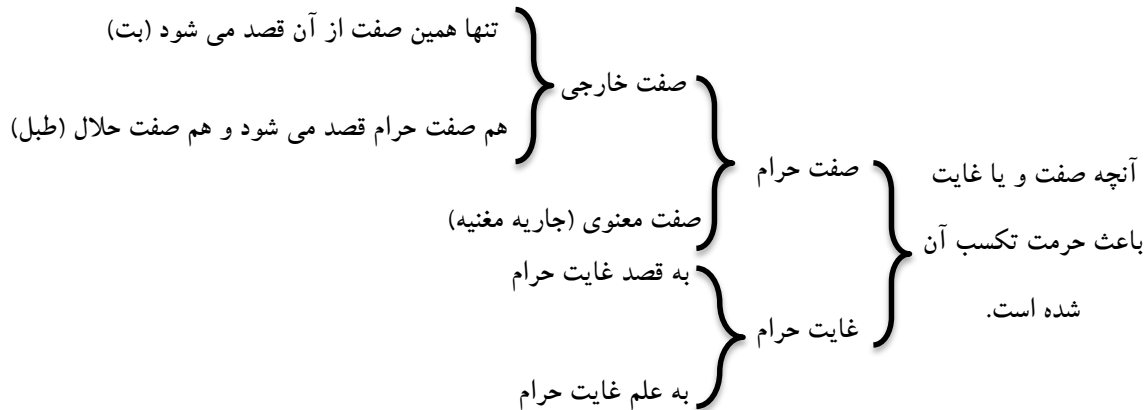 آنچه صفت و یا غایت
باعث حرمت تکسب آن
شده است.
صفت حرام
صفت خارجی
تنها همین صفت از آن قصد می شود (بت)
هم صفت حرام قصد می شود و هم صفت حلال (طبل)
صفت معنوی (جاریه مغنیه)
غایت حرام
به قصد غایت حرام
به علم غایت حرام